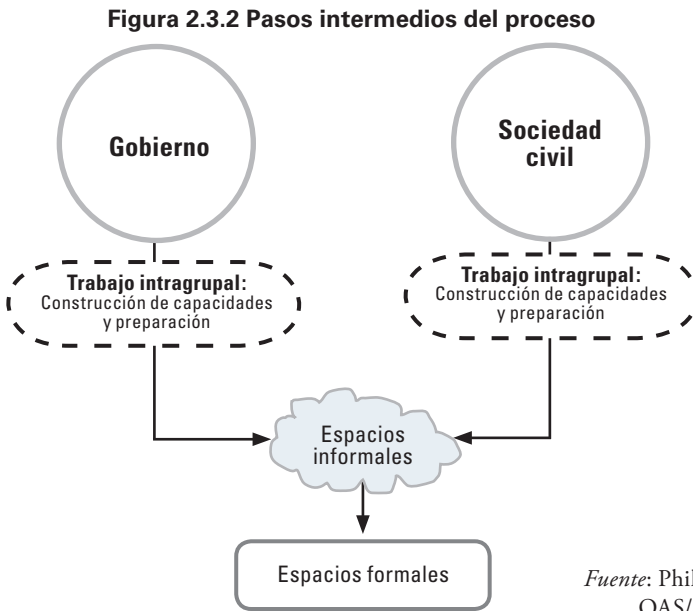 Figura 2.3.2 Pasos intermedios del proceso
Gobierno
Sociedad
civil
Trabajo intragrupal:
Construcción de capacidades
y preparación
Trabajo intragrupal:
Construcción de capacidades
y preparación
Espacios
informales
Espacios formales
Fuente: Phil
OAS/